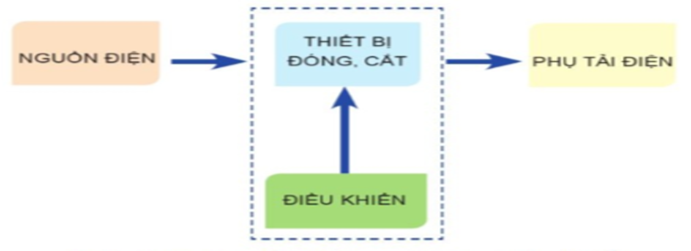 NGUỒN ĐIỆN
THIẾT BỊ
ĐÓNG, CẮT
PHỤ TẢI ĐIỆN
ĐIỀU KHIỂN